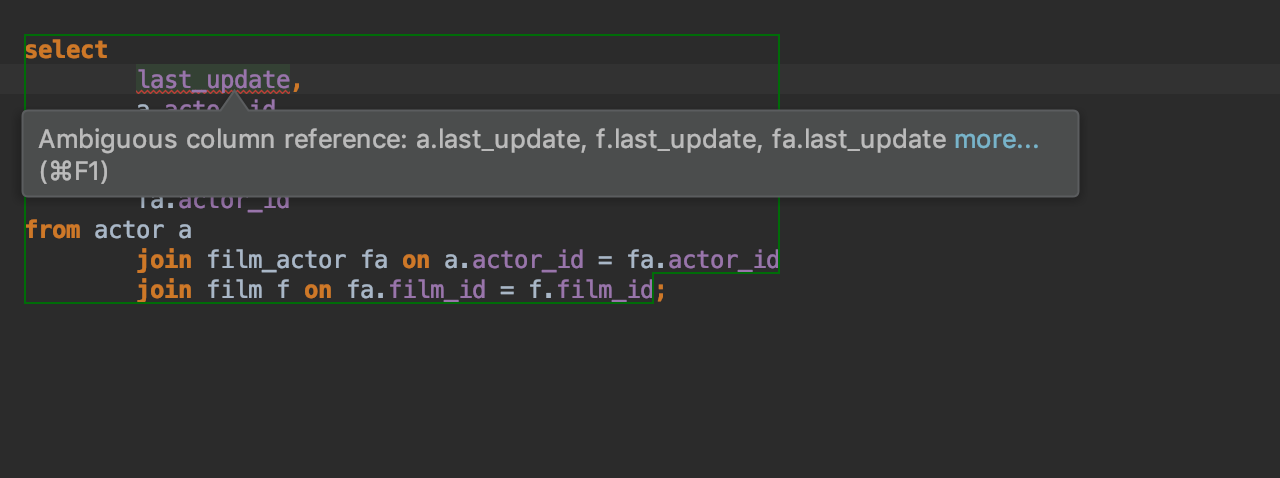 select
last_update,
a.actor_id
Ambiguous column reference: a.last_update, f.last_update, fa.last_update more...
(⌘F1)
fa.actor_id
from actor a
join film_actor fa on a.actor_id = fa.actor_id
join film f on fa.film_id = f.film_id;